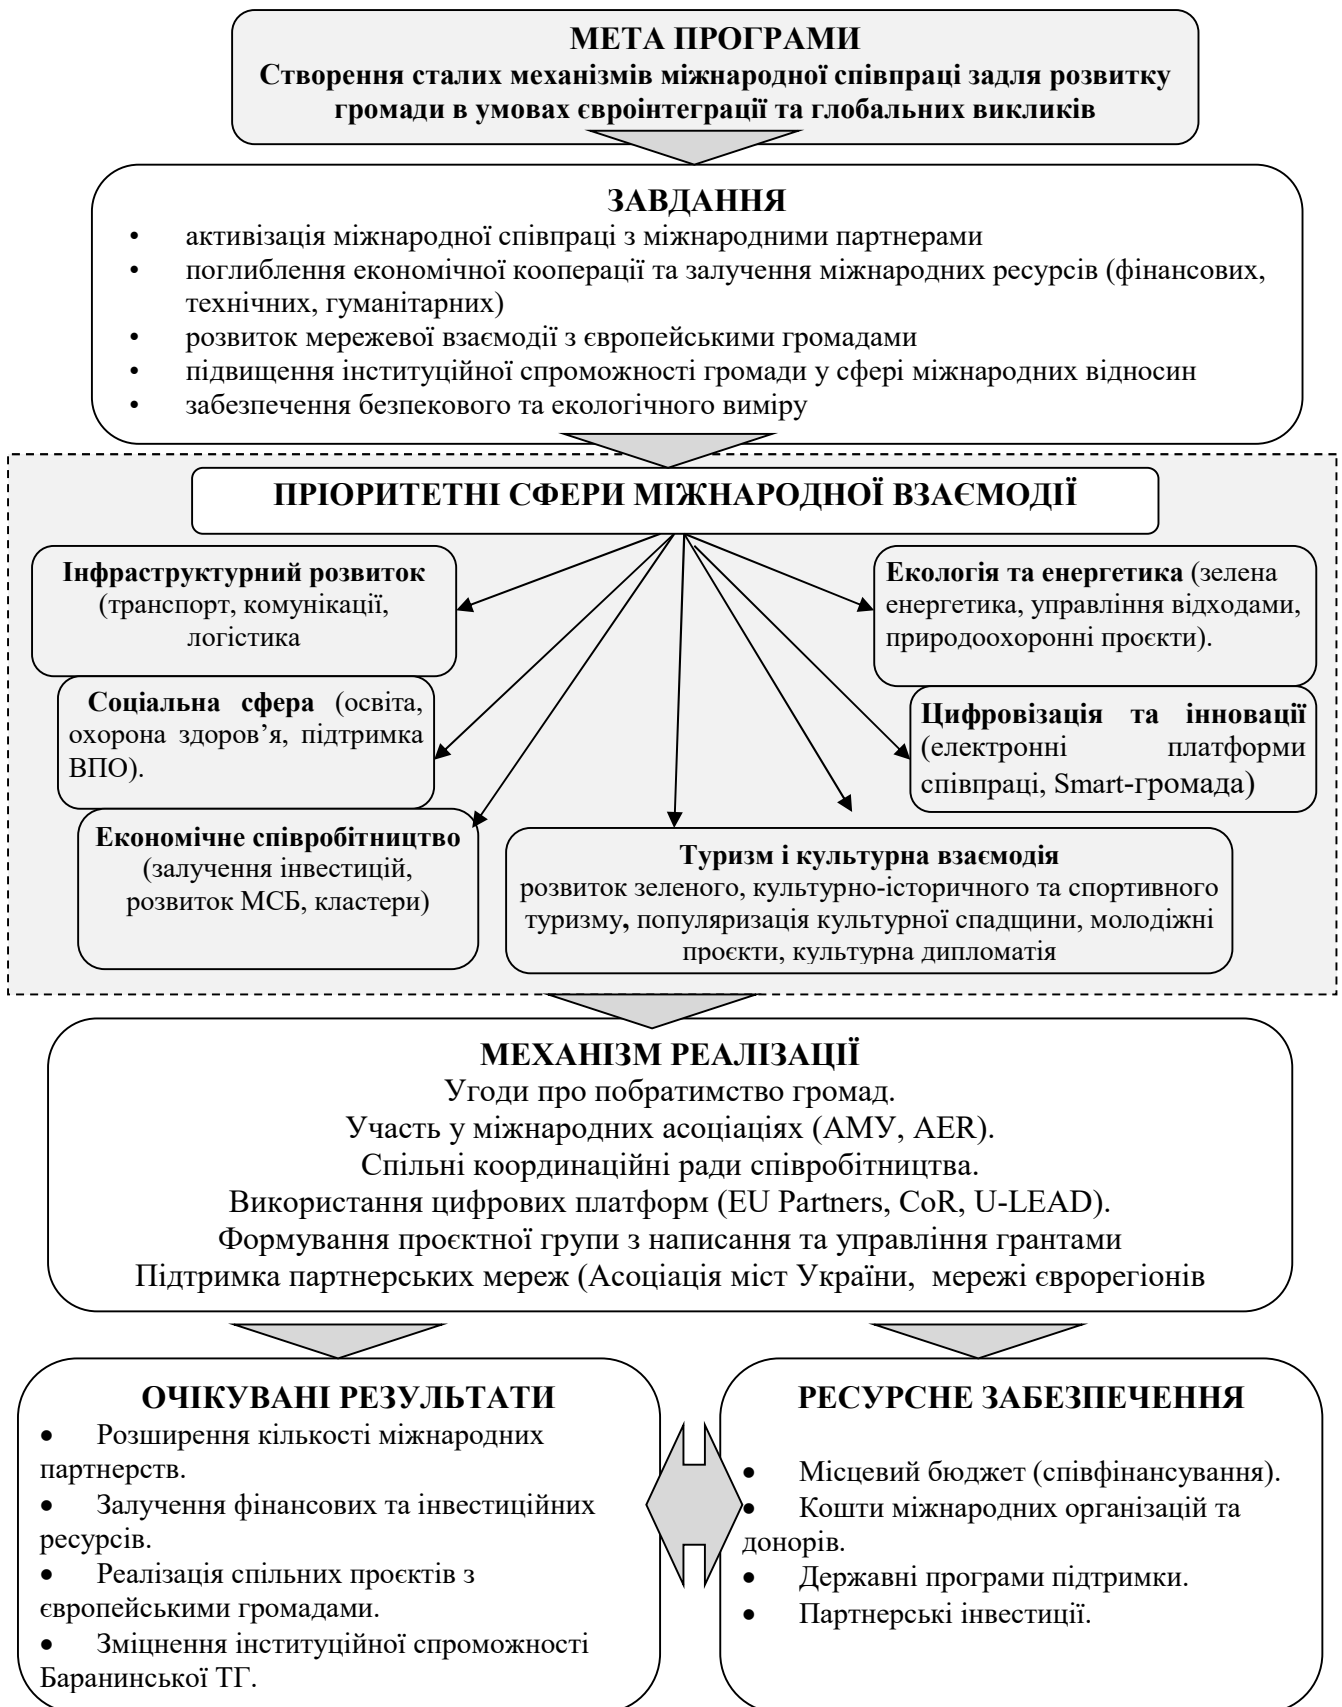 МЕТА ПРОГРАМИ
Створення сталих механізмів міжнародної співпраці задля розвитку
громади в умовах євроінтеграції та глобальних викликів
ЗАВДАННЯ
• активізація міжнародної співпраці з міжнародними партнерами
• поглиблення економічної кооперації та залучення міжнародних ресурсів (фінансових,
технічних, гуманітарних)
• розвиток мережевої взаємодії з європейськими громадами
• підвищення інституційної спроможності громади у сфері міжнародних відносин
• забезпечення безпекового та екологічного виміру
ПРІОРИТЕТНІ СФЕРИ МІЖНАРОДНОЇ ВЗАЄМОДІЇ
Інфраструктурний розвиток
(транспорт, комунікації,
логістика
Соціальна сфера (освіта,
охорона здоров’я, підтримка
ВПО).
Економічне співробітництво
(залучення інвестицій,
розвиток МСБ, кластери)
Екологія та енергетика (зелена
енергетика, управління відходами,
природоохоронні проєкти).
Цифровізація та інновації
(електронні платформи
співпраці, Smart-громада)
Туризм і культурна взаємодія
розвиток зеленого, культурно-історичного та спортивного
туризму, популяризація культурної спадщини, молодіжні
проєкти, культурна дипломатія
МЕХАНІЗМ РЕАЛІЗАЦІЇ
Угоди про побратимство громад.
Участь у міжнародних асоціаціях (АМУ, AER).
Спільні координаційні ради співробітництва.
Використання цифрових платформ (EU Partners, CoR, U-LEAD).
Формування проєктної групи з написання та управління грантами
Підтримка партнерських мереж (Асоціація міст України, мережі єврорегіонів
ОЧІКУВАНІ РЕЗУЛЬТАТИ
• Розширення кількості міжнародних
партнерств.
• Залучення фінансових та інвестиційних
ресурсів.
• Реалізація спільних проєктів з
європейськими громадами.
• Зміцнення інституційної спроможності
Баранинської ТГ.
РЕСУРСНЕ ЗАБЕЗПЕЧЕННЯ
• Місцевий бюджет (співфінансування).
• Кошти міжнародних організацій та
донорів.
• Державні програми підтримки.
• Партнерські інвестиції.